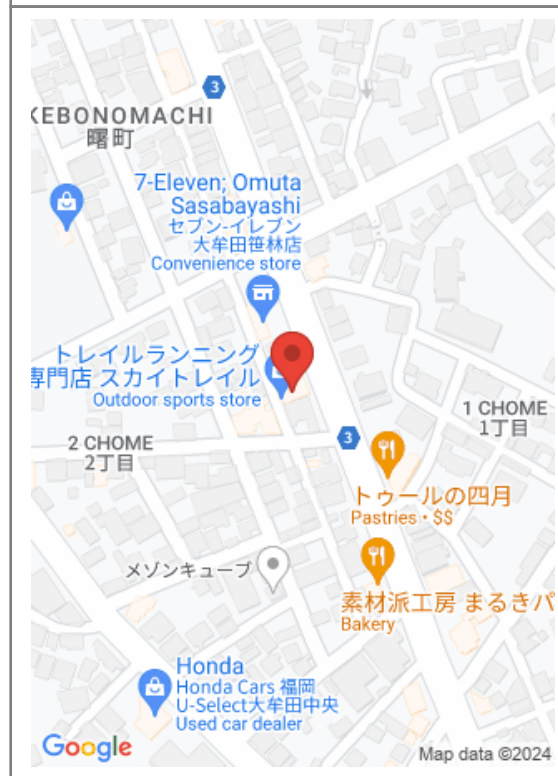 3
KEBONOMACHI
曙町
7-Eleven; Omuta
Sasabayashi
セブン-イレブン
大牟田笹林店
Convenience store
トレイルランニング
専門店 スカイトレイル
Outdoor sports store
1 CHOME
1丁目
2 CHOME
2丁目
3
トゥールの四月
Pastries • $$
メゾンキューブ
素材派工房 まるきパ
Bakery
Honda
Honda Cars 福岡
U-Select大牟田中央
Used car dealer
Google
Map data ©2024